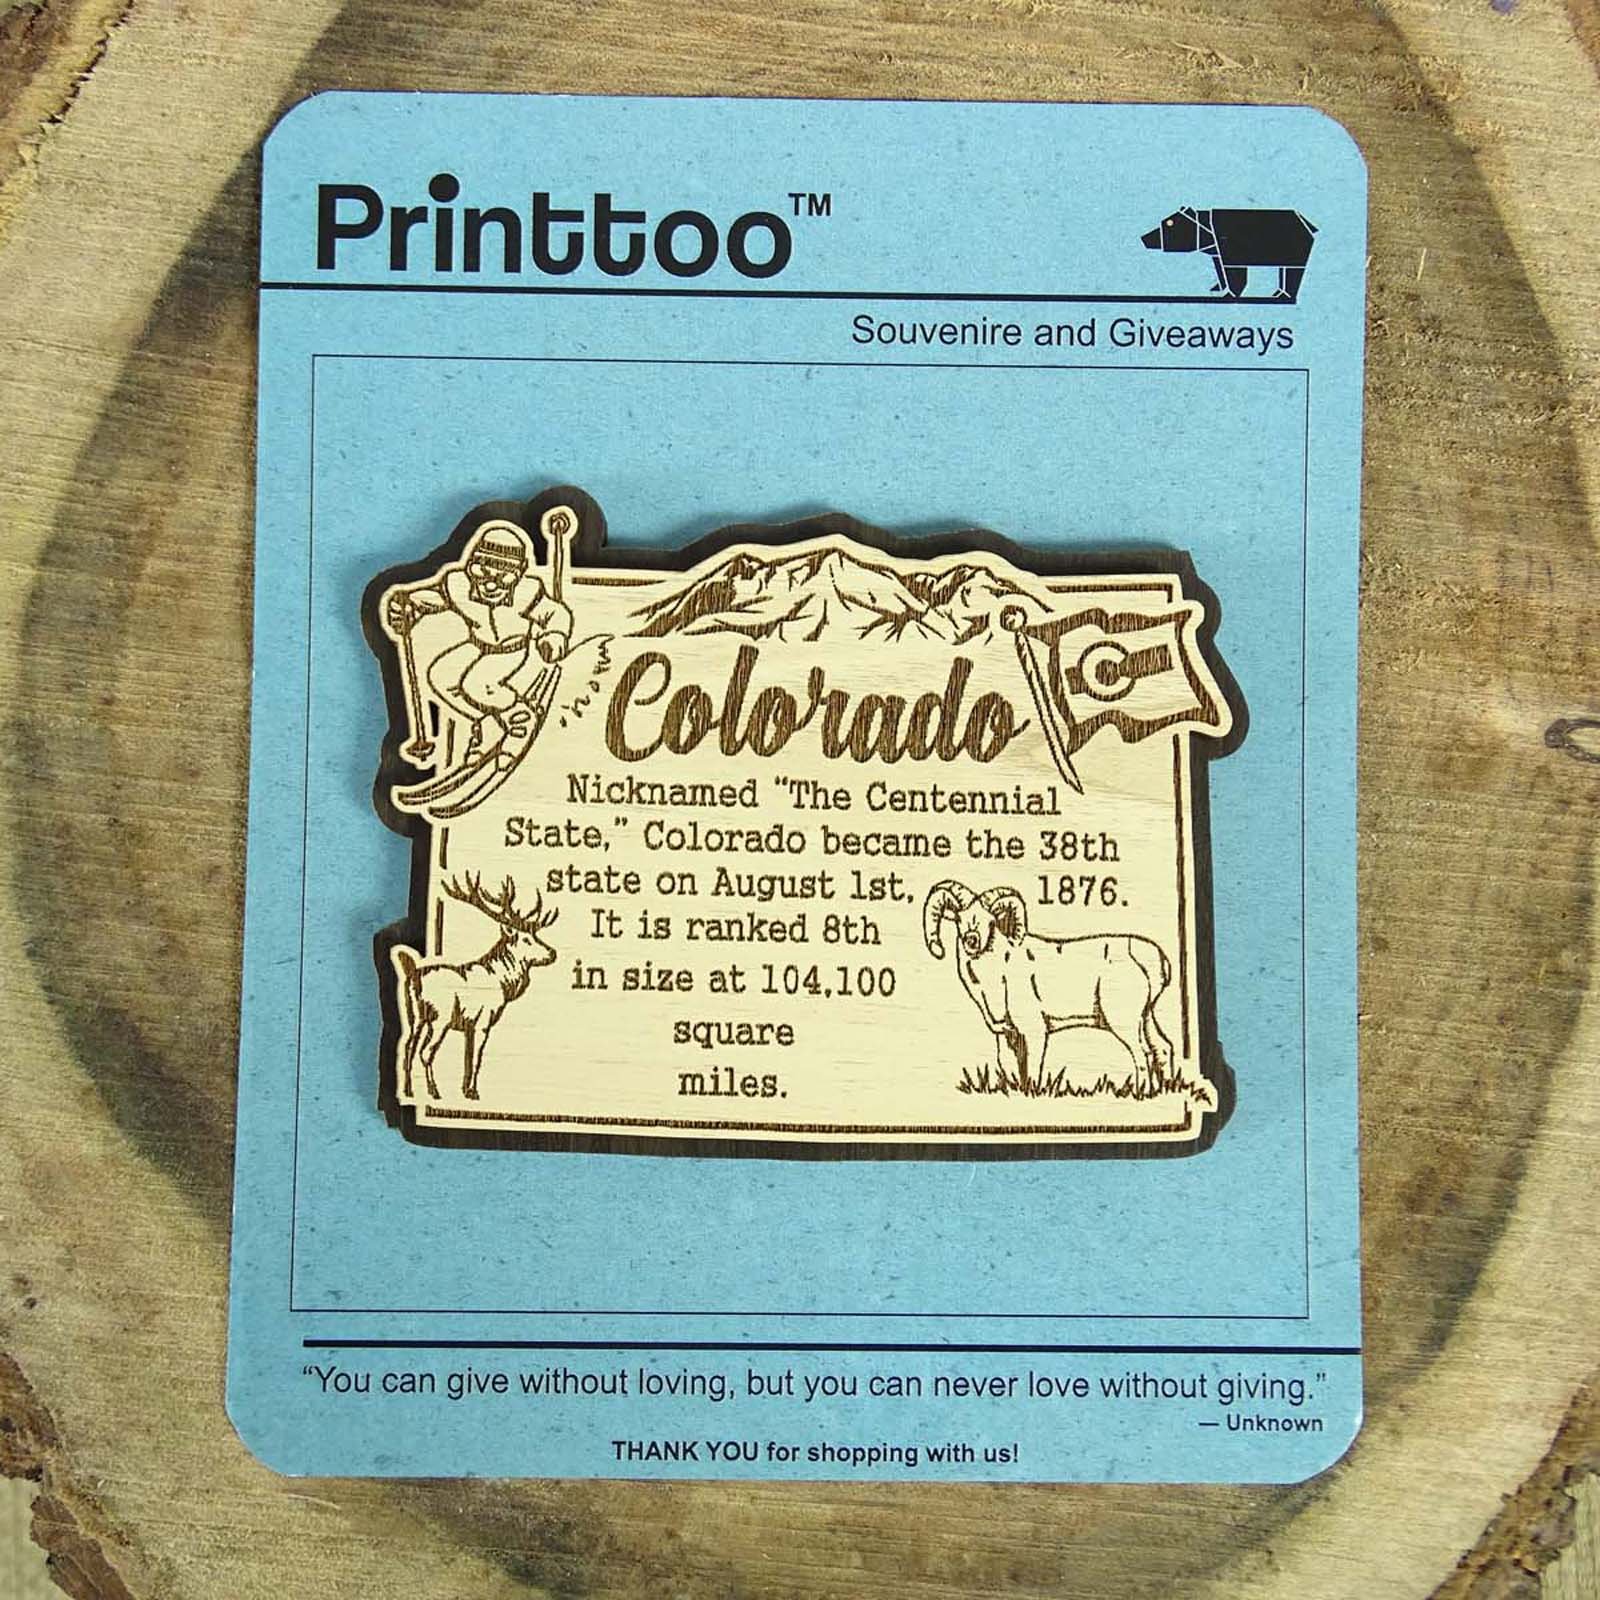 Printtoo™
Souvenire and Giveaways
Colorado
Nicknamed “The Centennial
State,” Colorado became the 38th
state on August 1st, 1876.
It is ranked 8th
in size at 104,100
square
miles.
“You can give without loving, but you can never love without giving.”
— Unknown
THANK YOU for shopping with us!